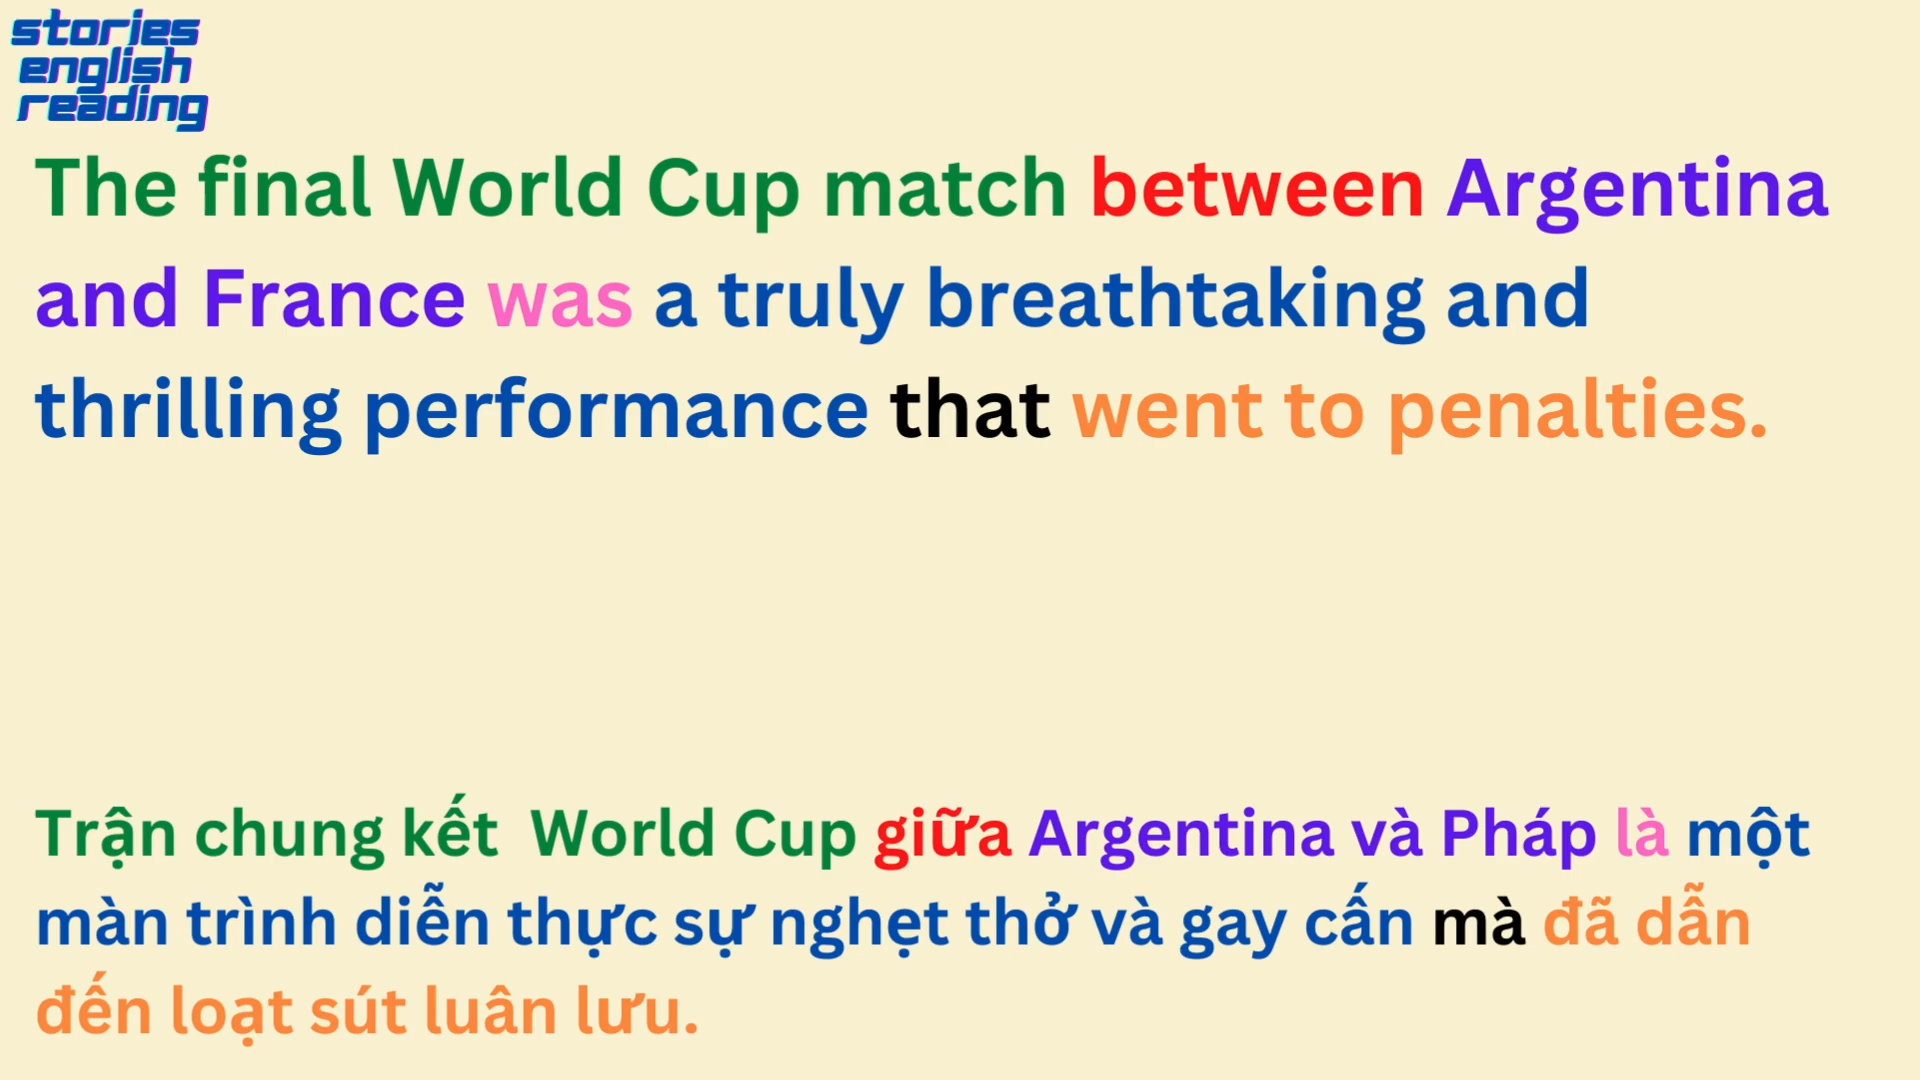 stories
english
reading
The final World Cup match between Argentina
and France was a truly breathtaking and
thrilling performance that went to penalties.
Trận chung kết World Cup giữa Argentina và Pháp là một
màn trình diễn thực sự nghẹt thở và gay cấn mà đã dẫn
đến loạt sút luân lưu.